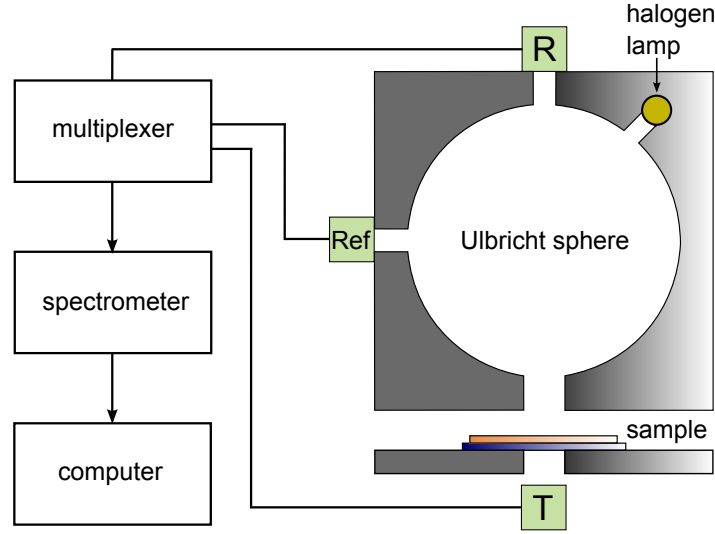 halogen
lamp
R
multiplexer
Ref
Ulbricht sphere
spectrometer
sample
computer
T